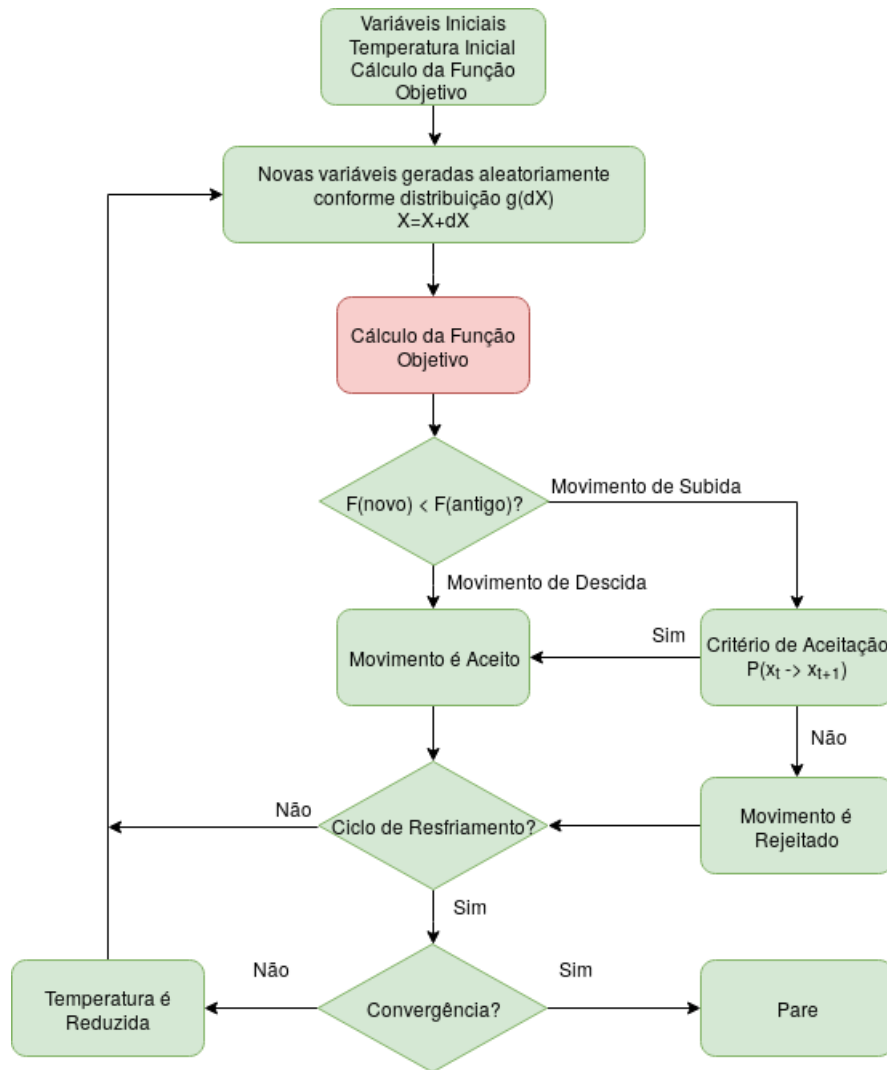 Variáveis Iniciais
Temperatura Inicial
Cálculo da Função
Objetivo
Novas variáveis geradas aleatoriamente
conforme distribuição g(dX)
X=X+dX
Cálculo da Função
Objetivo
F(novo) < F(antigo)?
Movimento de Subida
Movimento de Descida
Movimento é Aceito
Sim
Critério de Aceitação
P(xt -> xt+1)
Não
Movimento é
Rejeitado
Ciclo de Resfriamento?
Não
Sim
Convergência?
Não
Sim
Temperatura é
Reduzida
Pare